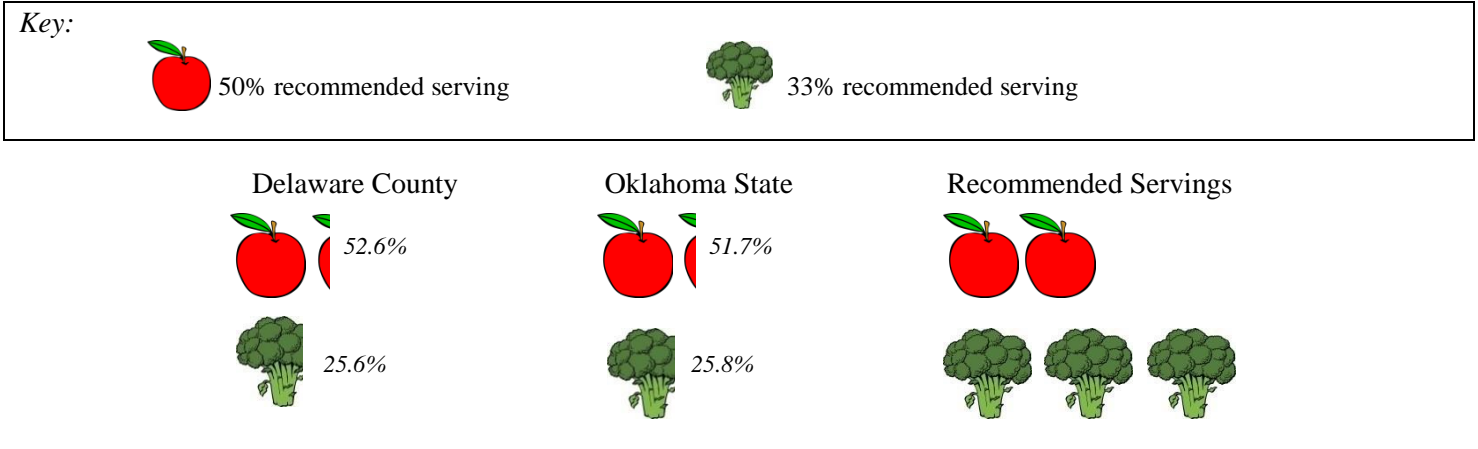 Key:
50% recommended serving
33% recommended serving
Delaware County
Oklahoma State
Recommended Servings
52.6%
51.7%
25.6%
25.8%